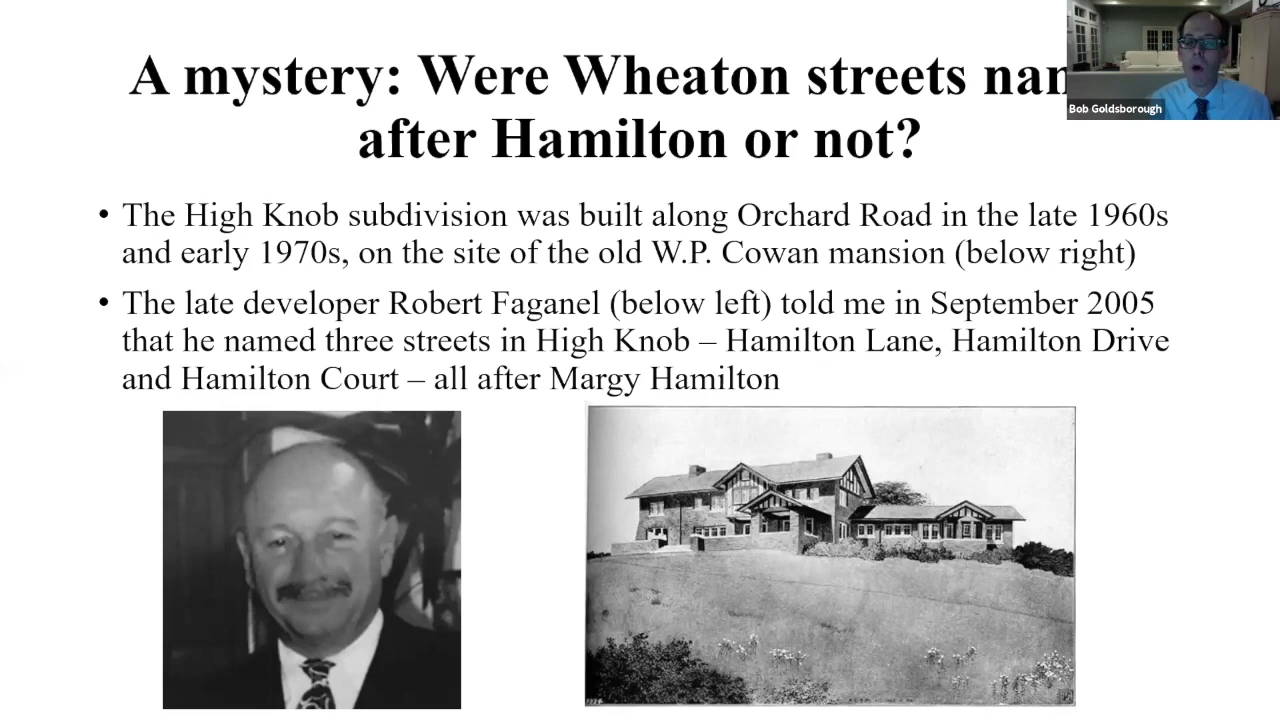 A mystery: Were Wheaton streets
after Hamilton or not?
Bob Goldsborough
• The High Knob subdivision was built along Orchard Road in the late 1960s
and early 1970s, on the site of the old W.P. Cowan mansion (below right)
• The late developer Robert Faganel (below left) told me in September 2005
that he named three streets in High Knob – Hamilton Lane, Hamilton Drive
and Hamilton Court – all after Margy Hamilton